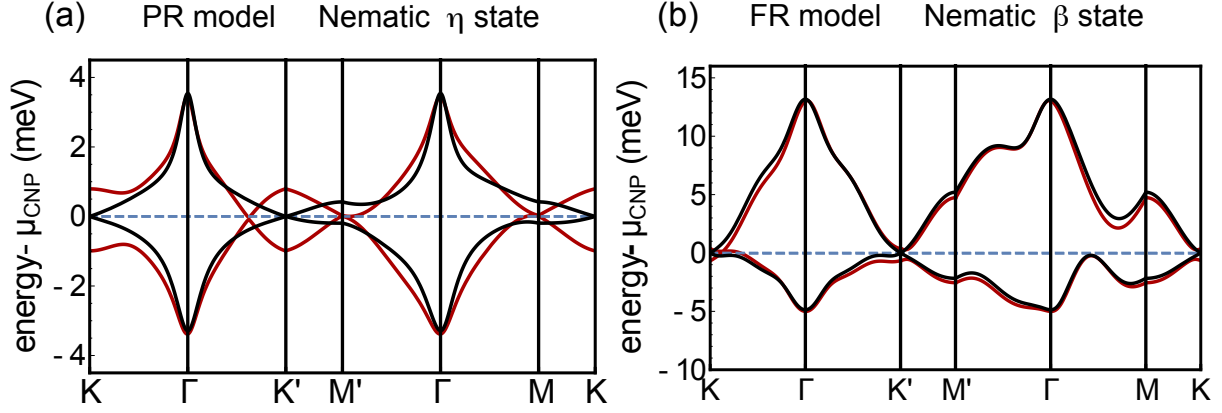 (a) PR model Nematic η state
energy- μCNP (meV)
4
2
0
- 2
- 4
K Γ K' M' Γ M K
(b) FR model Nematic β state
energy- μCNP (meV)
15
10
5
0
- 5
- 10
K Γ K' M' Γ M K